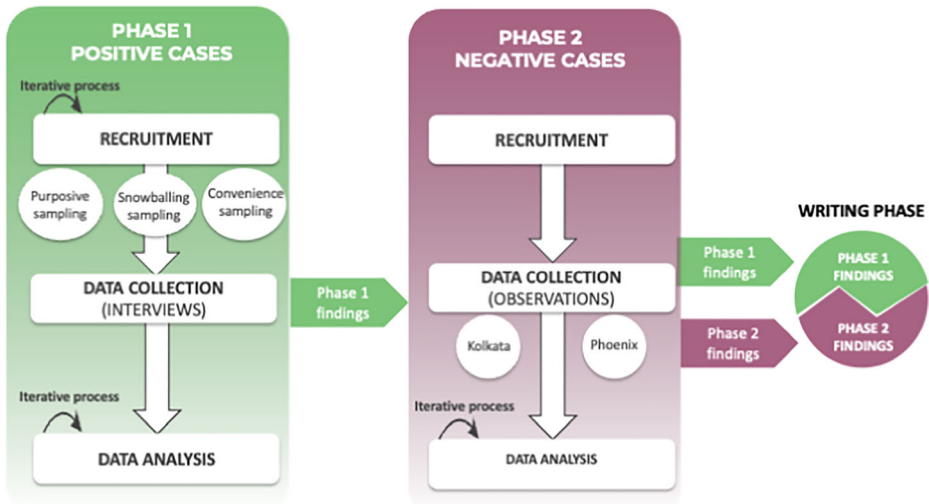 PHASE 1
POSITIVE CASES
Iterative process
RECRUITMENT
Purposive
sampling
Snowballing
sampling
Convenience
sampling
DATA COLLECTION
(INTERVIEWS)
Iterative process
DATA ANALYSIS
Phase 1
findings
PHASE 2
NEGATIVE CASES
RECRUITMENT
DATA COLLECTION
(OBSERVATIONS)
Kolkata
Phoenix
Iterative process
DATA ANALYSIS
Phase 1
findings
Phase 2
findings
WRITING PHASE
PHASE 1
FINDINGS
PHASE 2
FINDINGS